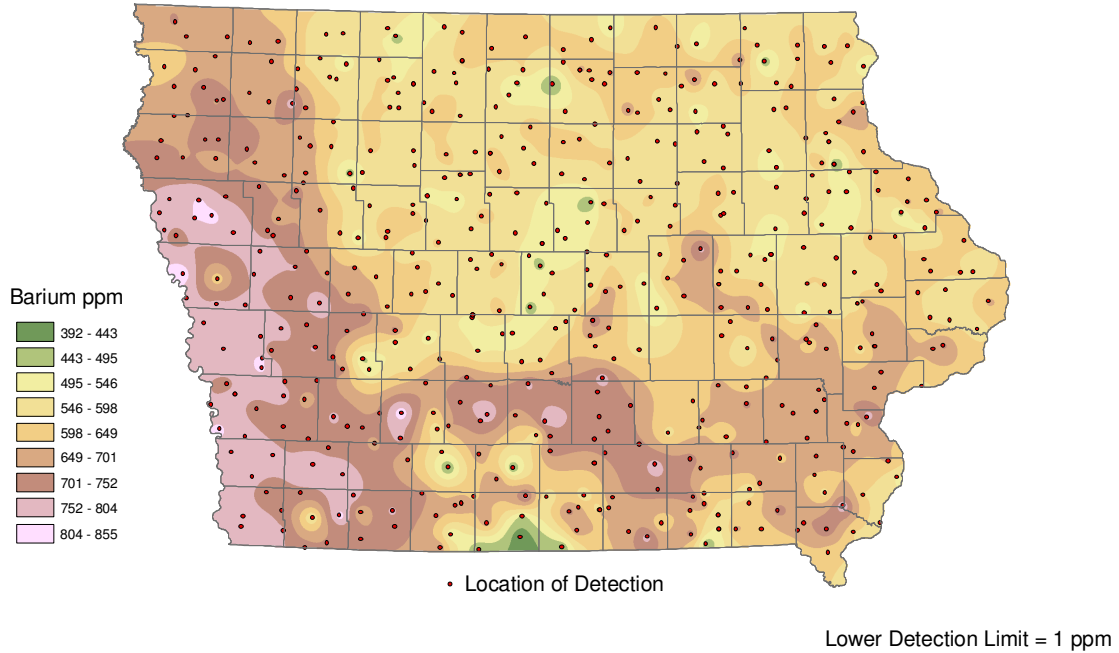 Barium ppm
392 - 443
443 - 495
495 - 546
546 - 598
598 - 649
649 - 701
701 - 752
752 - 804
804 - 855
Location of Detection
Lower Detection Limit = 1 ppm